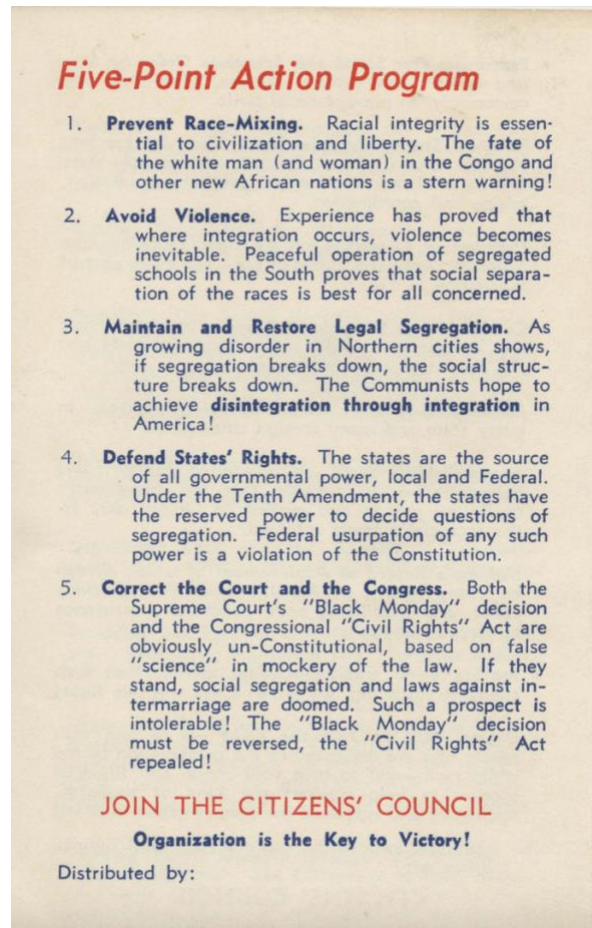 Five-Point Action Program
1. Prevent Race-Mixing. Racial integrity is essen-
tial to civilization and liberty. The fate of
the white man (and woman) in the Congo and
other new African nations is a stern warning!
2. Avoid Violence. Experience has proved that
where integration occurs, violence becomes
inevitable. Peaceful operation of segregated
schools in the South proves that social separa-
tion of the races is best for all concerned.
3. Maintain and Restore Legal Segregation. As
growing disorder in Northern cities shows,
if segregation breaks down, the social struc-
ture breaks down. The Communists hope to
achieve disintegration through integration in
America!
4. Defend States' Rights. The states are the source
of all governmental power, local and Federal.
Under the Tenth Amendment, the states have
the reserved power to decide questions of
segregation. Federal usurpation of any such
power is a violation of the Constitution.
5. Correct the Court and the Congress. Both the
Supreme Court's "Black Monday" decision
and the Congressional "Civil Rights" Act are
obviously un-Constitutional, based on false
"science" in mockery of the law. If they
stand, social segregation and laws against in-
termarriage are doomed. Such a prospect is
intolerable! The "Black Monday" decision
must be reversed, the "Civil Rights" Act
repealed!
JOIN THE CITIZENS' COUNCIL
Organization is the Key to Victory!
Distributed by: